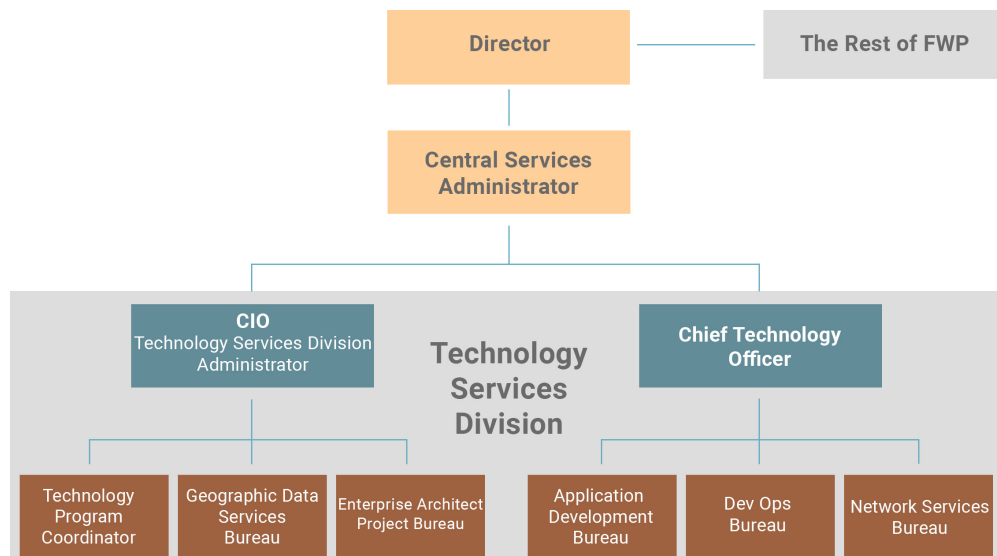 Director
The Rest of FWP
Central Services
Administrator
CIO
Technology Services Division
Administrator
Technology
Services
Division
Chief Technology
Officer
Technology
Program
Coordinator
Geographic Data
Services
Bureau
Enterprise Architect
Project Bureau
Application
Development
Bureau
Dev Ops
Bureau
Network Services
Bureau